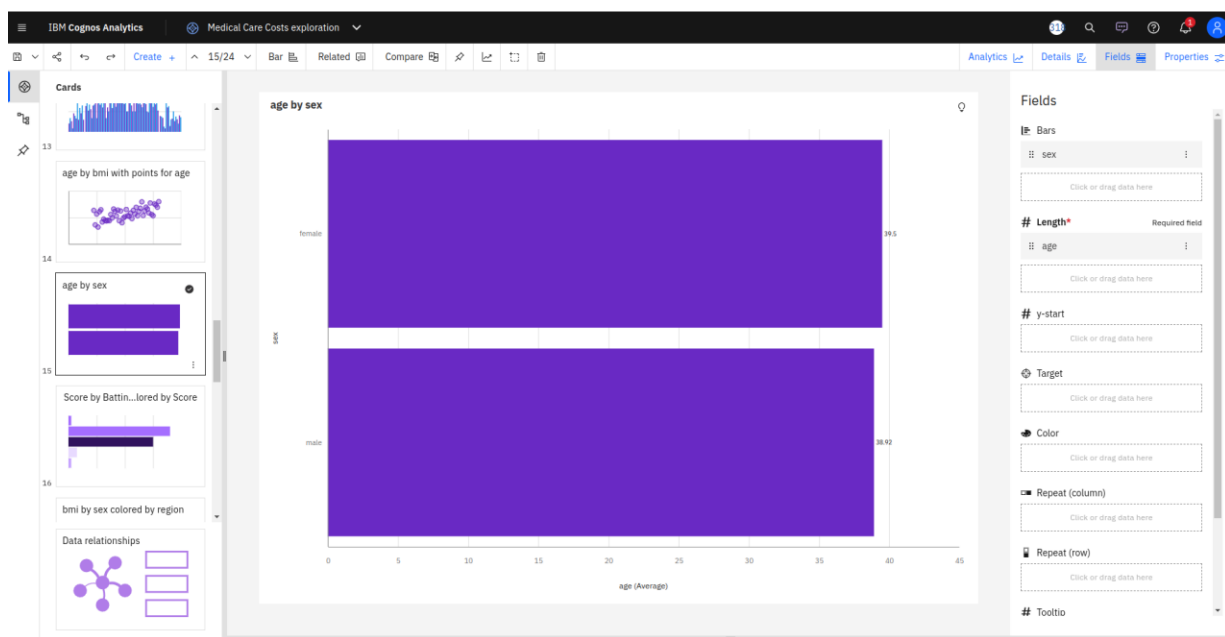 IBM Cognos Analytics
Medical Care Costs exploration
318
Create +
15/24
Bar
Related
Compare
Analytics
Details
Fields
Properties
Cards
13
age by bmi with points for age
14
age by sex
15
Score by Battin...lored by Score
16
bmi by sex colored by region
Data relationships
age by sex
female
39.5
sex
male
38.92
0 5 10 15 20 25 30 35 40 45
age (Average)
Fields
Bars
sex
Click or drag data here
# Length* Required field
age
Click or drag data here
# y-start
Click or drag data here
Target
Click or drag data here
Color
Click or drag data here
Repeat (column)
Click or drag data here
Repeat (row)
Click or drag data here
# Tooltip